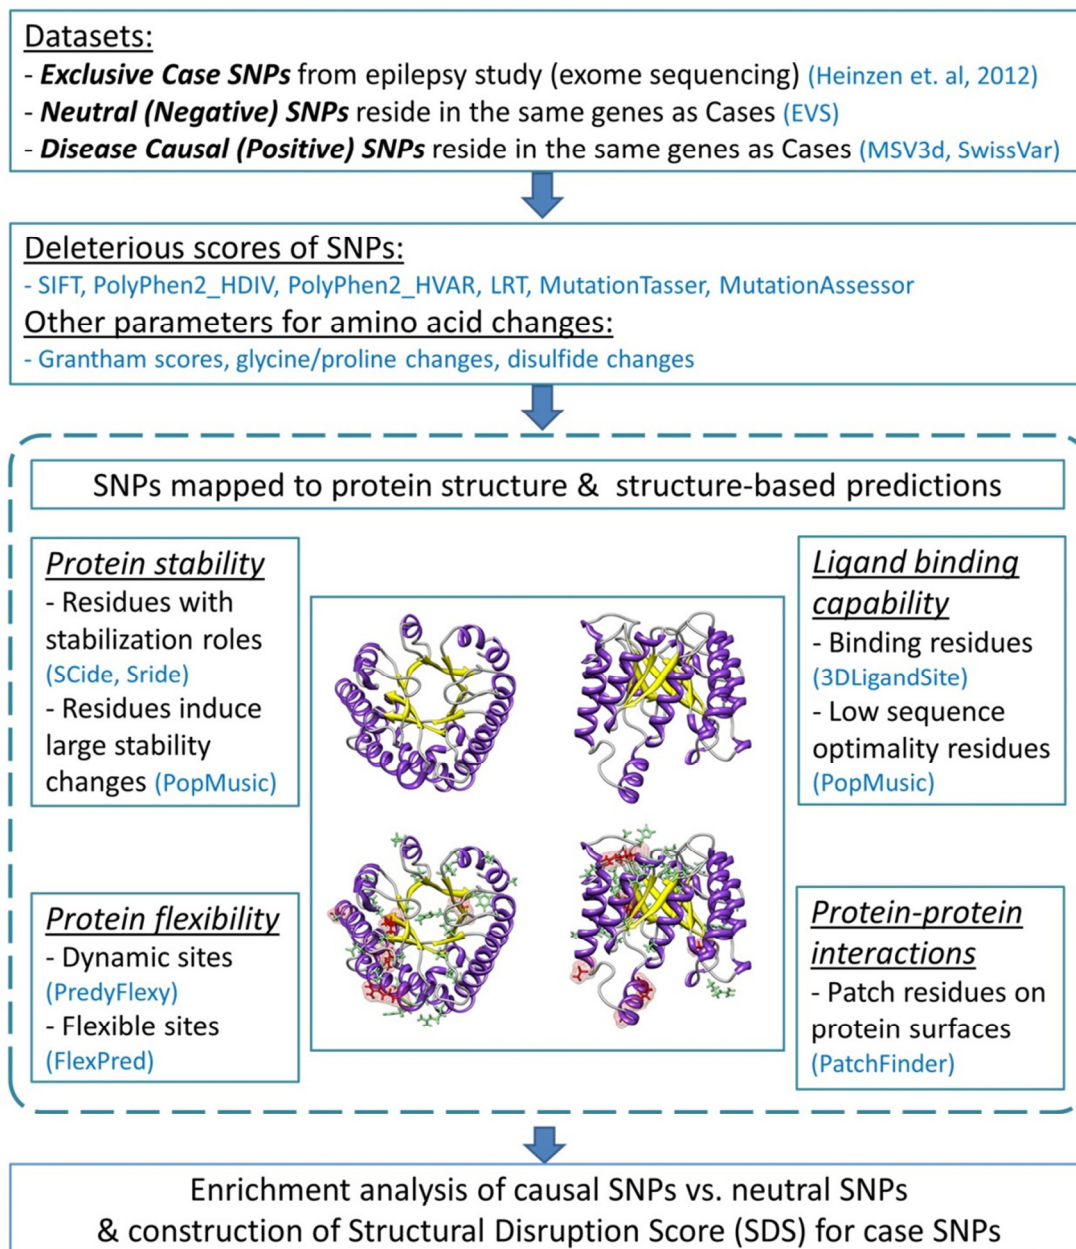 Datasets:
- Exclusive Case SNPs from epilepsy study (exome sequencing) (Heinzen et. al, 2012)
- Neutral (Negative) SNPs reside in the same genes as Cases (EVS)
- Disease Causal (Positive) SNPs reside in the same genes as Cases (MSV3d, SwissVar)
Deleterious scores of SNPs:
- SIFT, PolyPhen2_HDIV, PolyPhen2_HVAR, LRT, MutationTasser, MutationAssessor
Other parameters for amino acid changes:
- Grantham scores, glycine/proline changes, disulfide changes
SNPs mapped to protein structure & structure-based predictions
Protein stability
- Residues with
stabilization roles
(SCide, Sride)
- Residues induce
large stability
changes (PopMusic)
Ligand binding
capability
- Binding residues
(3DLigandSite)
- Low sequence
optimality residues
(PopMusic)
Protein flexibility
- Dynamic sites
(PredyFlexy)
- Flexible sites
(FlexPred)
Protein-protein
interactions
- Patch residues on
protein surfaces
(PatchFinder)
Enrichment analysis of causal SNPs vs. neutral SNPs
& construction of Structural Disruption Score (SDS) for case SNPs